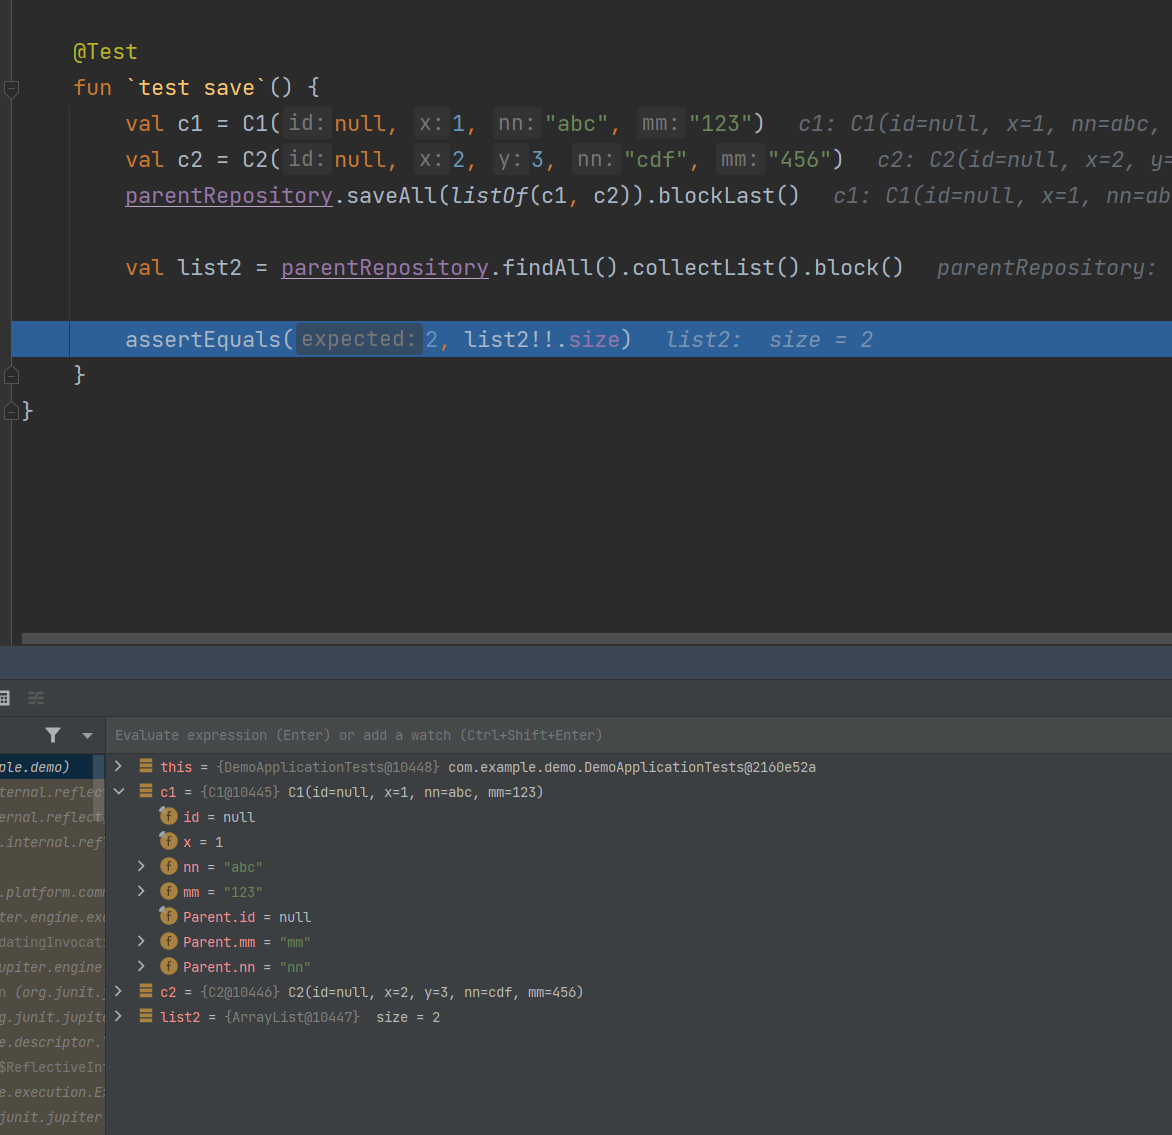 @Test
fun `test save`() {
val c1 = C1( id: null, x: 1, nn: "abc", mm: "123") c1: C1(id=null, x=1, nn=abc,
val c2 = C2( id: null, x: 2, y: 3, nn: "cdf", mm: "456") c2: C2(id=null, x=2, y=
parentRepository.saveAll(listOf(c1, c2)).blockLast() c1: C1(id=null, x=1, nn=ab
val list2 = parentRepository.findAll().collectList().block() parentRepository:
assertEquals( expected: 2, list2!!.size) list2: size = 2
}
}
Evaluate expression (Enter) or add a watch (Ctrl+Shift+Enter)
ple.demo) this = {DemoApplicationTests@10448} com.example.demo.DemoApplicationTests@2160e52a
ternal.reflect c1 = {C1@10445} C1(id=null, x=1, nn=abc, mm=123)
ernal.reflect id = null
.internal.refl x = 1
nn = "abc"
.platform.comm mm = "123"
ter.engine.exe Parent.id = null
datingInvocati Parent.mm = "mm"
upiter.engine Parent.nn = "nn"
n (org.junit.j c2 = {C2@10446} C2(id=null, x=2, y=3, nn=cdf, mm=456)
g.junit.jupite list2 = {ArrayList@10447} size = 2
e.descriptor.
$ReflectiveInt
e.execution.Ex
junit.jupiter